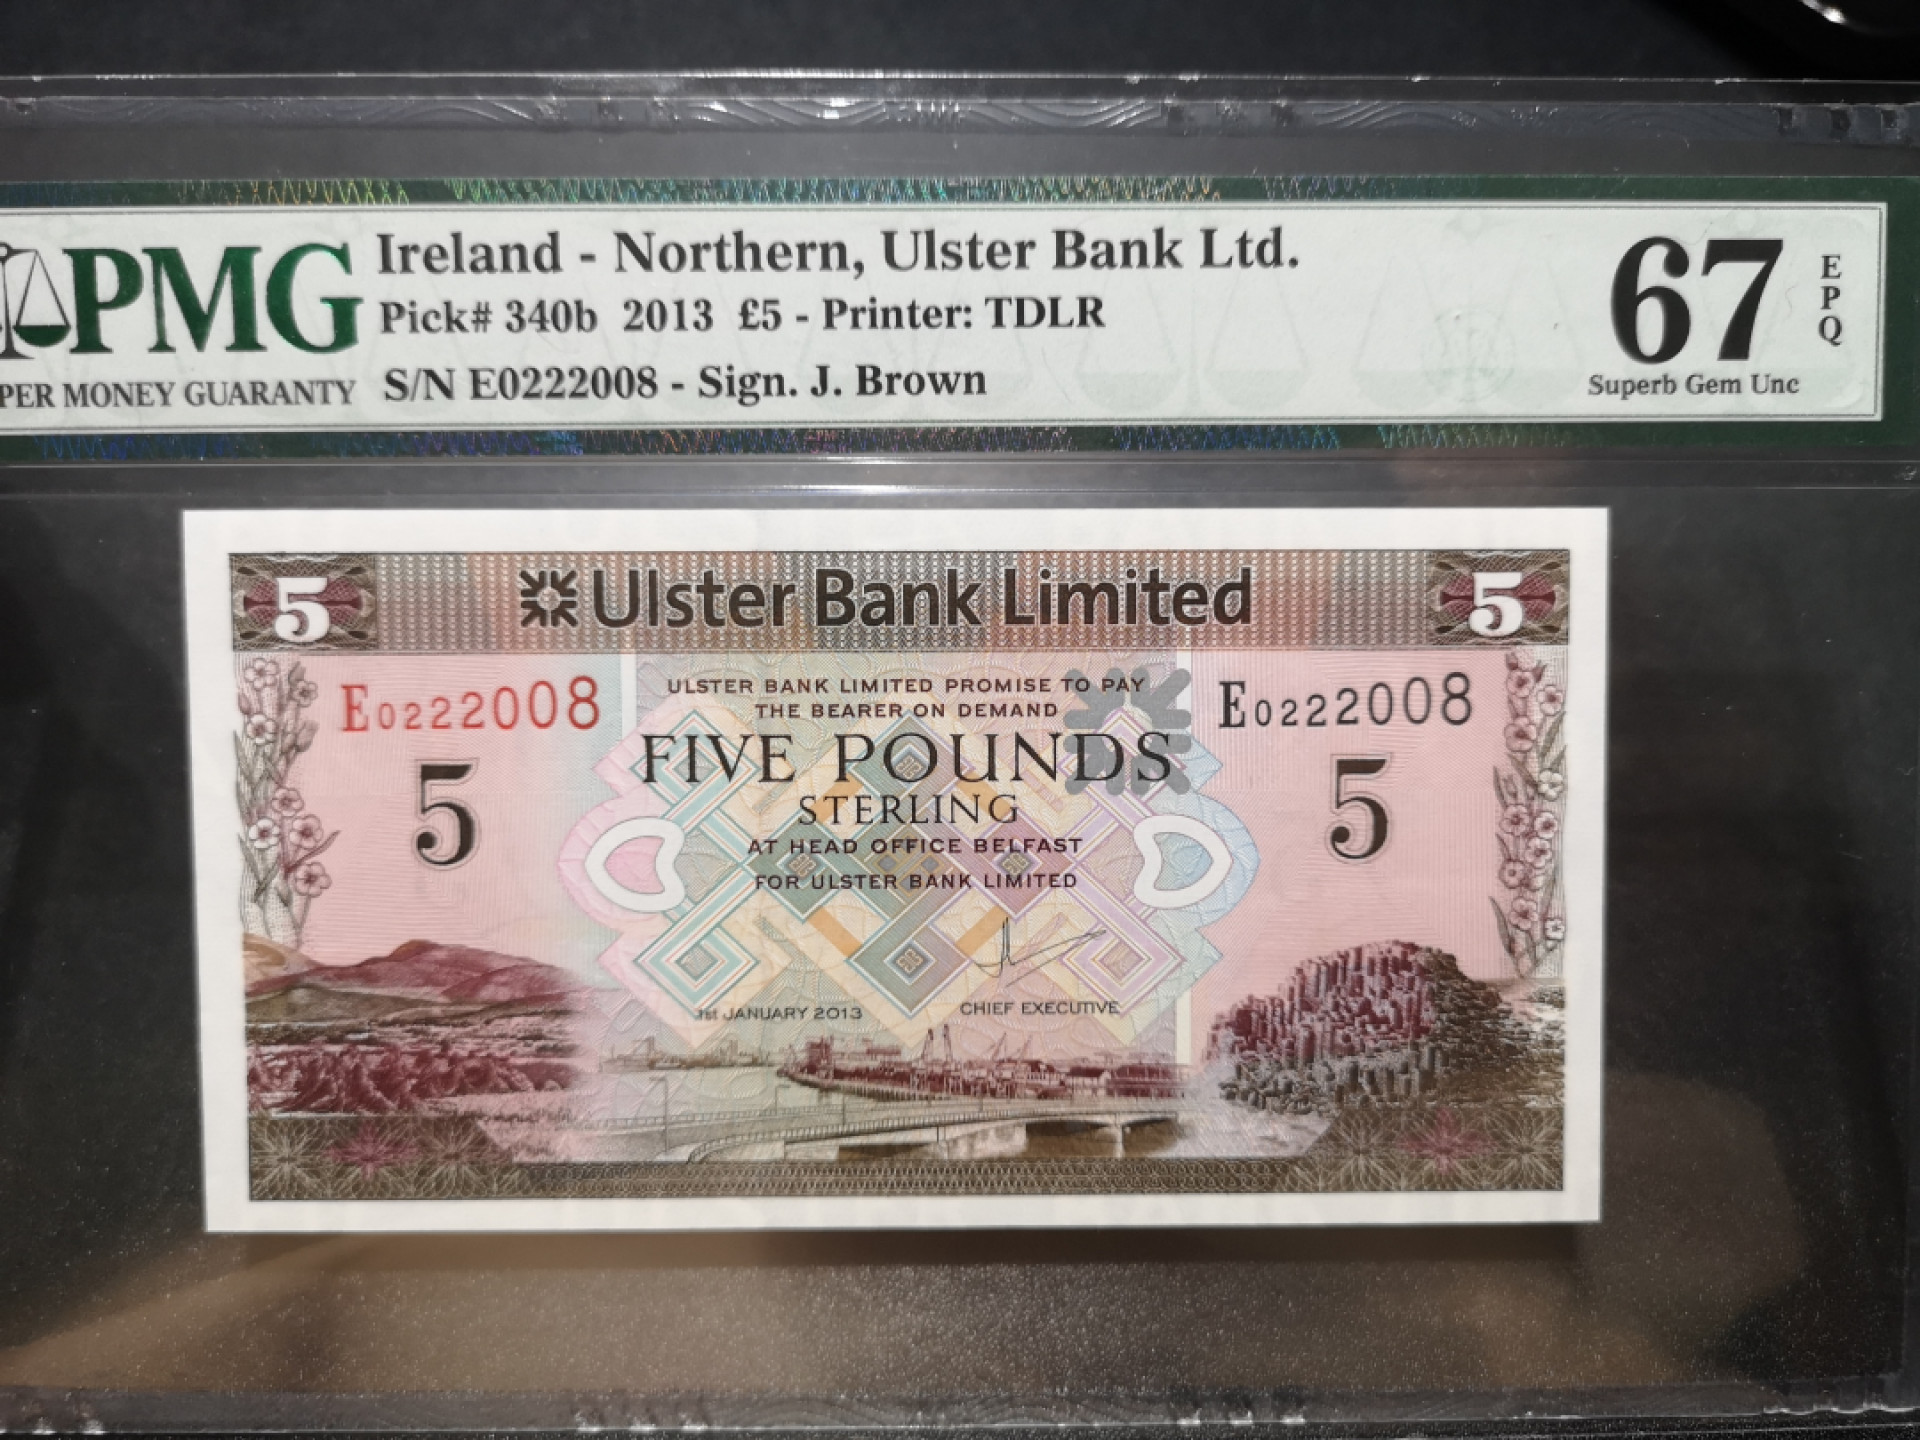 PMG
PER MONEY GUARANTY
Ireland - Northern, Ulster Bank Ltd.
Pick# 340b 2013 £5 - Printer: TDLR
S/N E0222008 - Sign. J. Brown
67
EPQ
Superb Gem Unc
5
Ulster Bank Limited
5
E0222008
ULSTER BANK LIMITED PROMISE TO PAY
THE BEARER ON DEMAND
E0222008
FIVE POUNDS
STERLING
5
5
AT HEAD OFFICE BELFAST
FOR ULSTER BANK LIMITED
1st JANUARY 2013
CHIEF EXECUTIVE